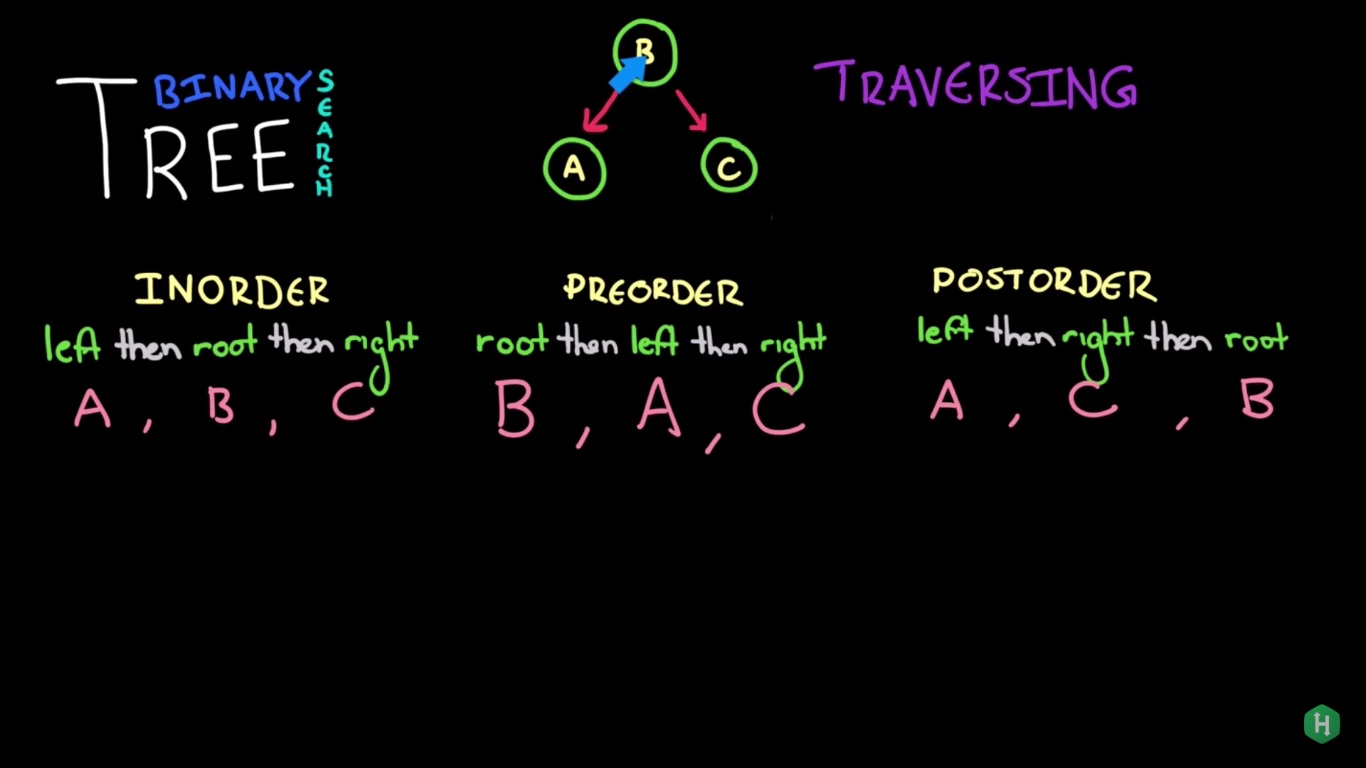 BINARY SEARCH
TREE
B
A
C
TRAVERSING
INORDER
left then root then right
A , B , C
PREORDER
root then left then right
B , A , C
POSTORDER
left then right then root
A , C , B
H